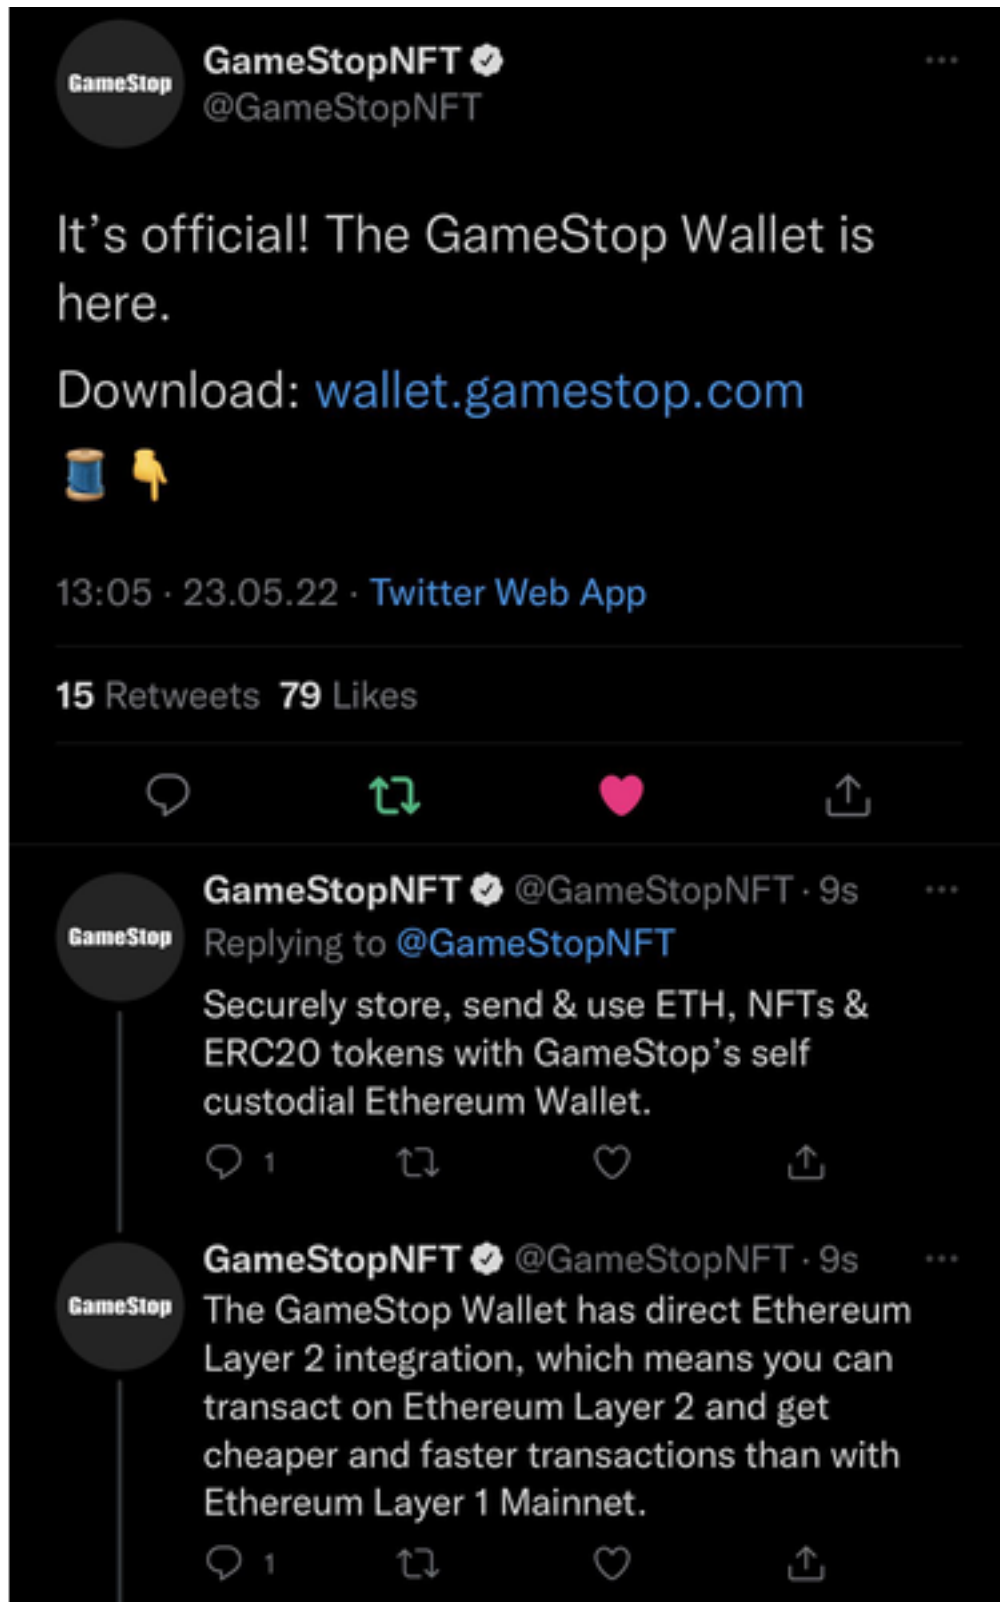 GameStop
GameStopNFT
@GameStopNFT
It's official! The GameStop Wallet is
here.
Download: wallet.gamestop.com
13:05 · 23.05.22 · Twitter Web App
15 Retweets 79 Likes
GameStop
GameStopNFT @GameStopNFT · 9s
Replying to @GameStopNFT
Securely store, send & use ETH, NFTs &
ERC20 tokens with GameStop's self
custodial Ethereum Wallet.
1
GameStop
GameStopNFT @GameStopNFT · 9s
The GameStop Wallet has direct Ethereum
Layer 2 integration, which means you can
transact on Ethereum Layer 2 and get
cheaper and faster transactions than with
Ethereum Layer 1 Mainnet.
1